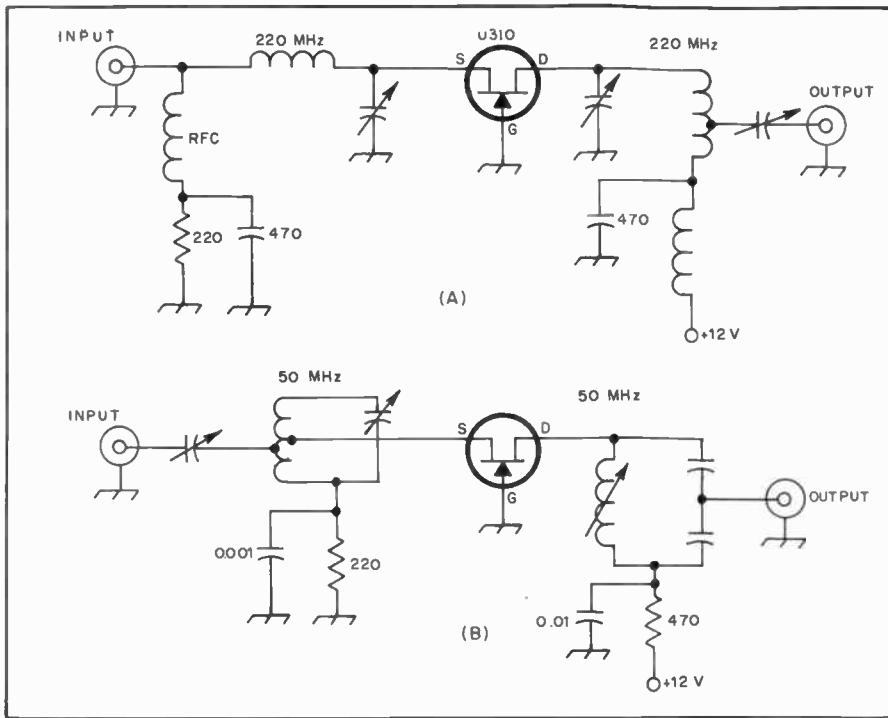 INPUT
220 MHz
U310
220 MHz
S
D
G
OUTPUT
RFC
220
470
470
(A)
+12 V
50 MHz
50 MHz
INPUT
S
D
G
OUTPUT
0.001
220
0.01
470
(B)
+12 V